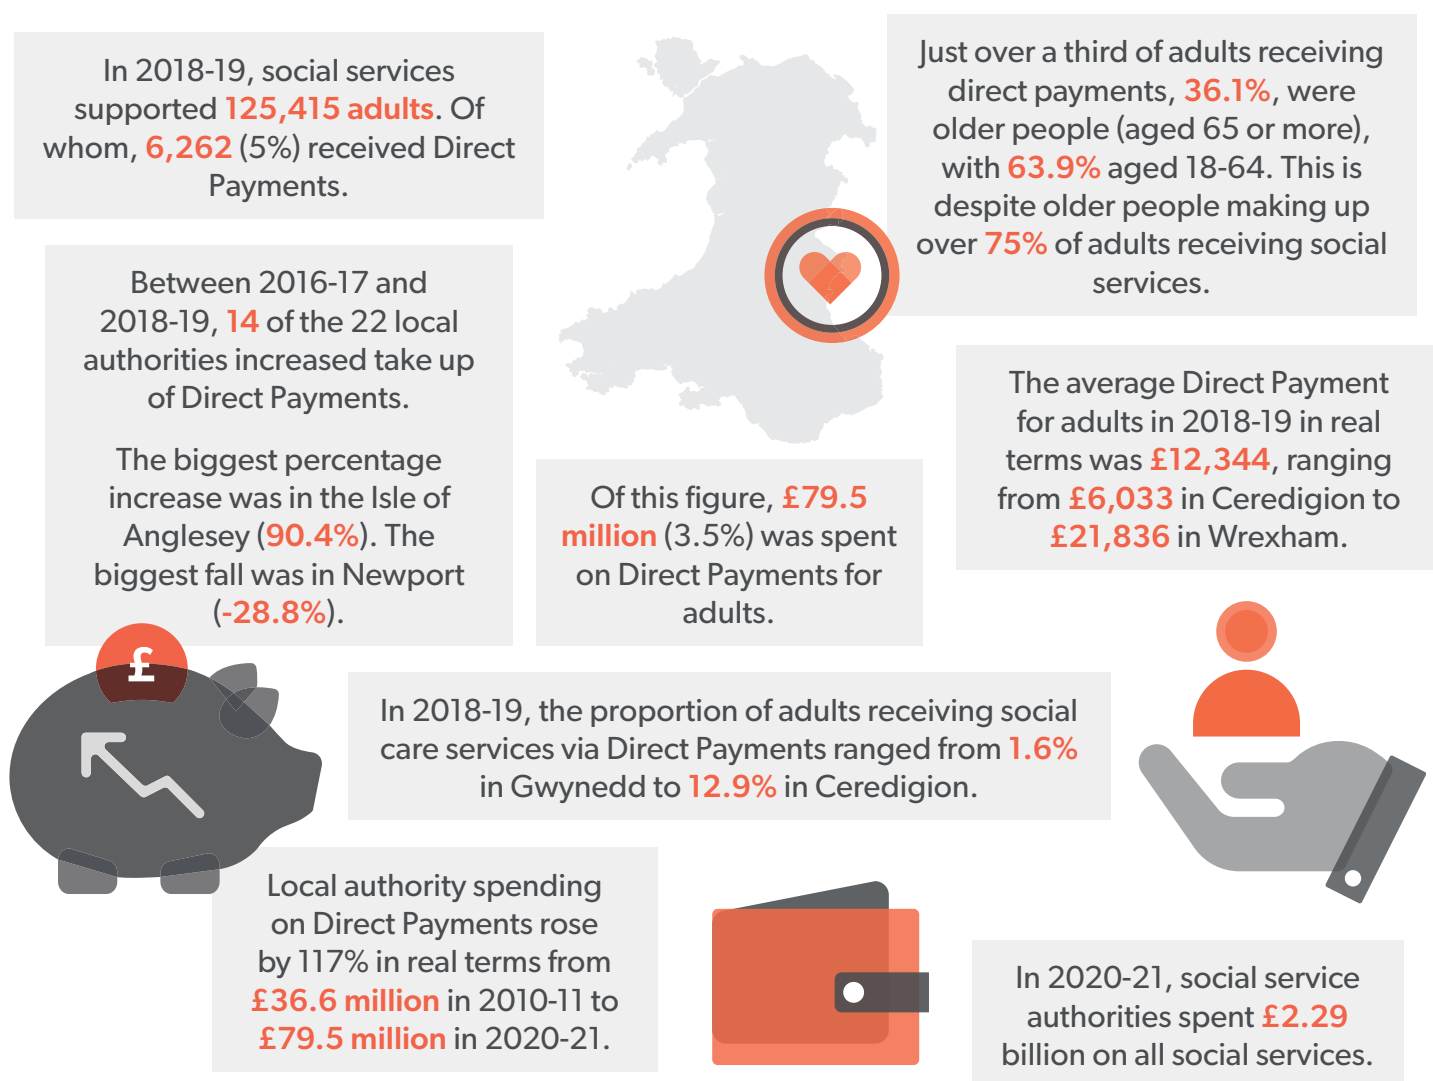 In 2018-19, social services
supported 125,415 adults. Of
whom, 6,262 (5%) received Direct
Payments.
Just over a third of adults receiving
direct payments, 36.1%, were
older people (aged 65 or more),
with 63.9% aged 18-64. This is
despite older people making up
over 75% of adults receiving social
services.
Between 2016-17 and
2018-19, 14 of the 22 local
authorities increased take up
of Direct Payments.
The biggest percentage
increase was in the Isle of
Anglesey (90.4%). The
biggest fall was in Newport
(-28.8%).
Of this figure, £79.5
million (3.5%) was spent
on Direct Payments for
adults.
The average Direct Payment
for adults in 2018-19 in real
terms was £12,344, ranging
from £6,033 in Ceredigion to
£21,836 in Wrexham.
£
In 2018-19, the proportion of adults receiving social
care services via Direct Payments ranged from 1.6%
in Gwynedd to 12.9% in Ceredigion.
Local authority spending
on Direct Payments rose
by 117% in real terms from
£36.6 million in 2010-11 to
£79.5 million in 2020-21.
In 2020-21, social service
authorities spent £2.29
billion on all social services.